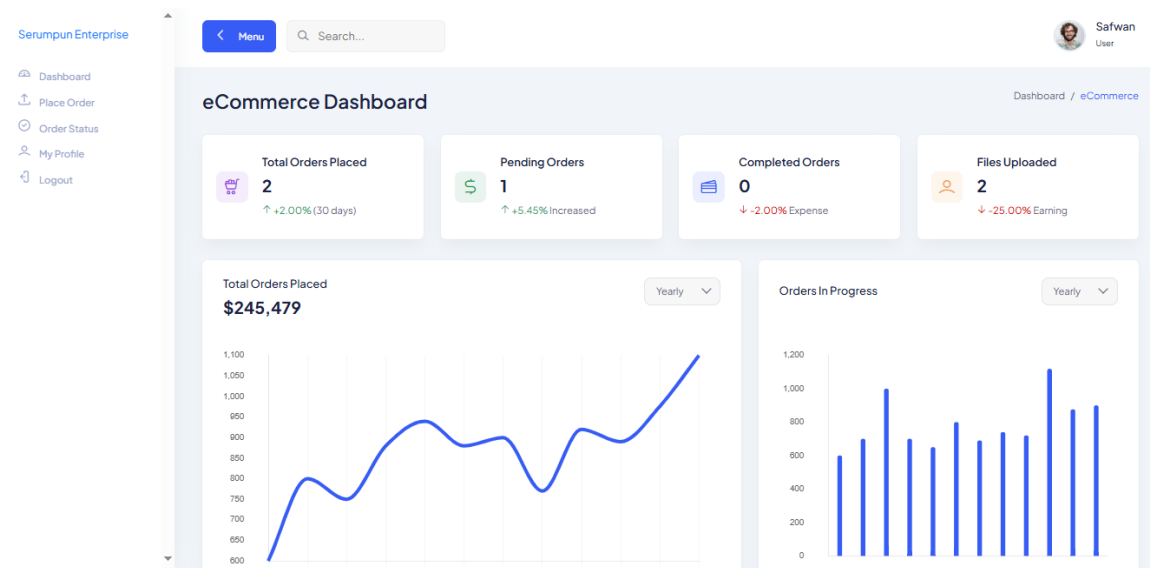 Serumpun Enterprise
Dashboard
Place Order
Order Status
My Profile
Logout
Menu
Search...
Safwan
User
eCommerce Dashboard
Dashboard / eCommerce
Total Orders Placed
2
+2.00% (30 days)
Pending Orders
1
+5.45% Increased
Completed Orders
0
-2.00% Expense
Files Uploaded
2
-25.00% Earning
Total Orders Placed
$245,479
Yearly
1,100
1,050
1,000
950
900
850
800
750
700
650
600
Orders In Progress
Yearly
1,200
1,000
800
600
400
200
0